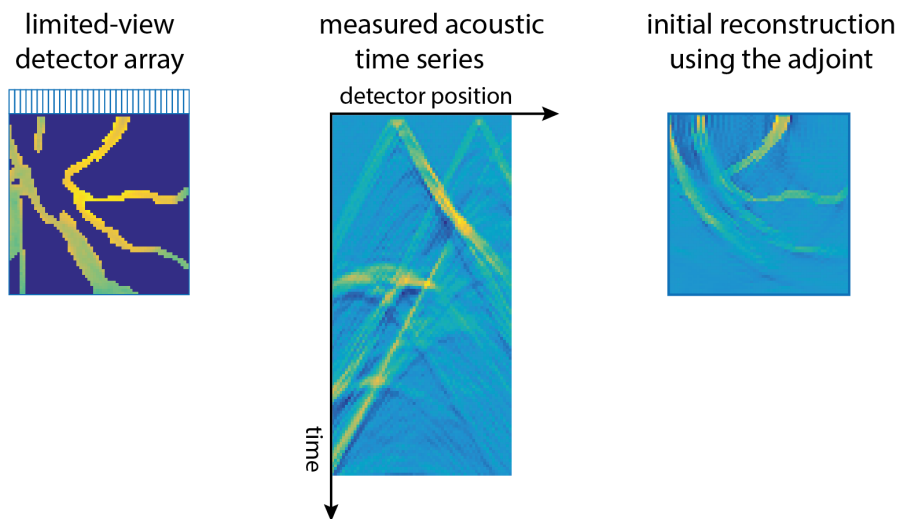 limited-view
detector array
measured acoustic
time series
initial reconstruction
using the adjoint
detector position
time